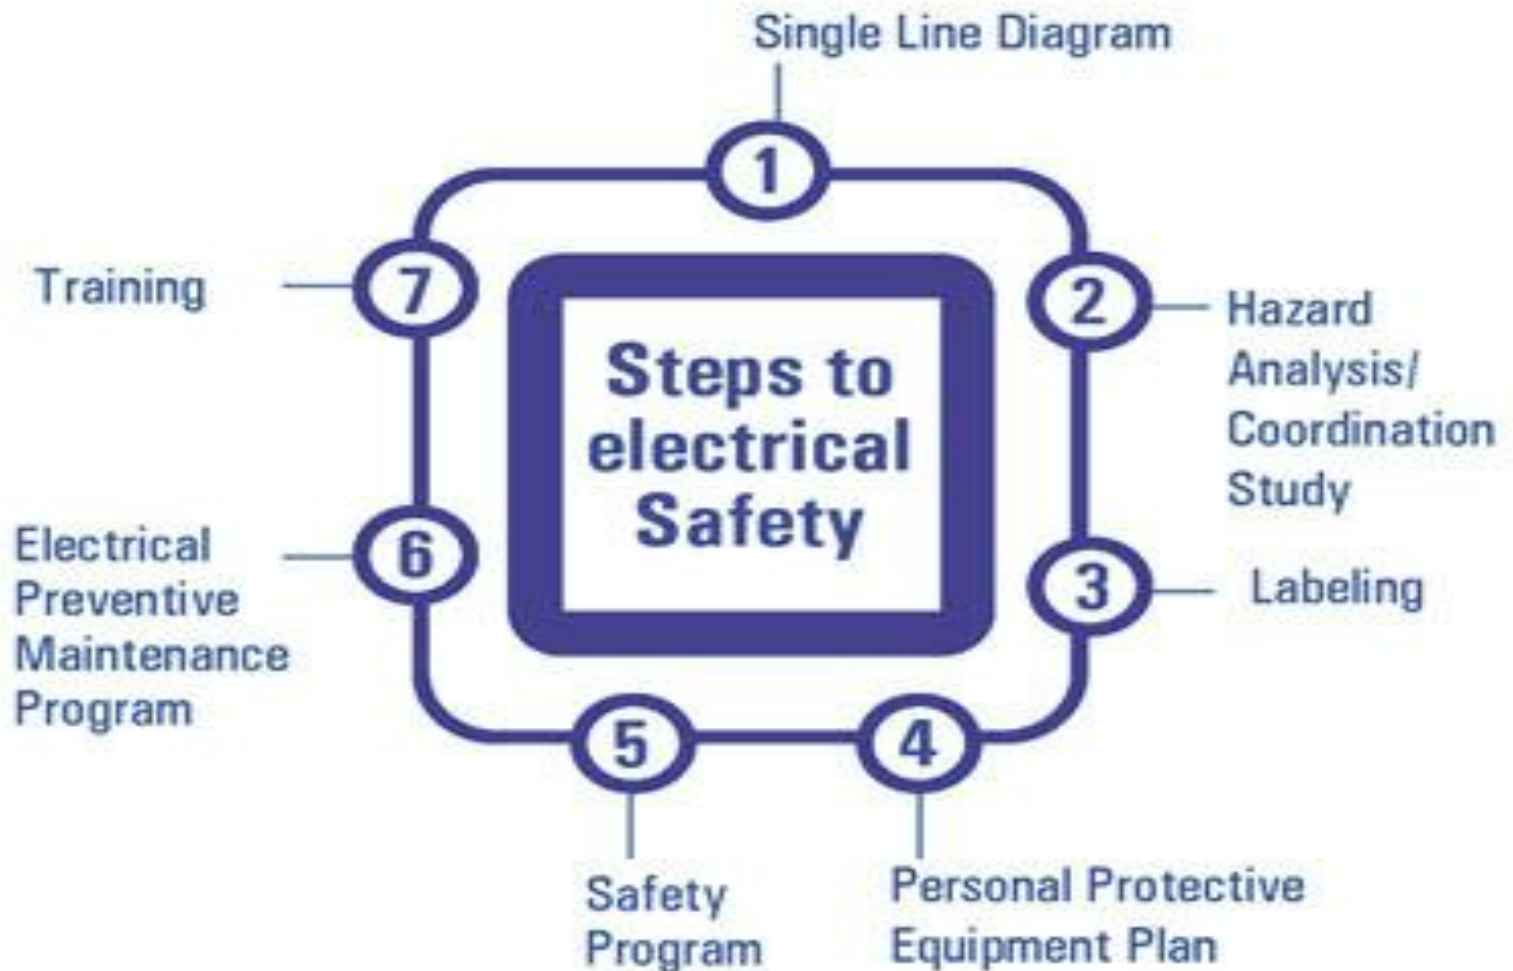 Single Line Diagram
1
2
Hazard
Analysis/
Coordination
Study
3
Labeling
4
Personal Protective
Equipment Plan
5
Safety
Program
6
Electrical
Preventive
Maintenance
Program
7
Training
Steps to
electrical
Safety